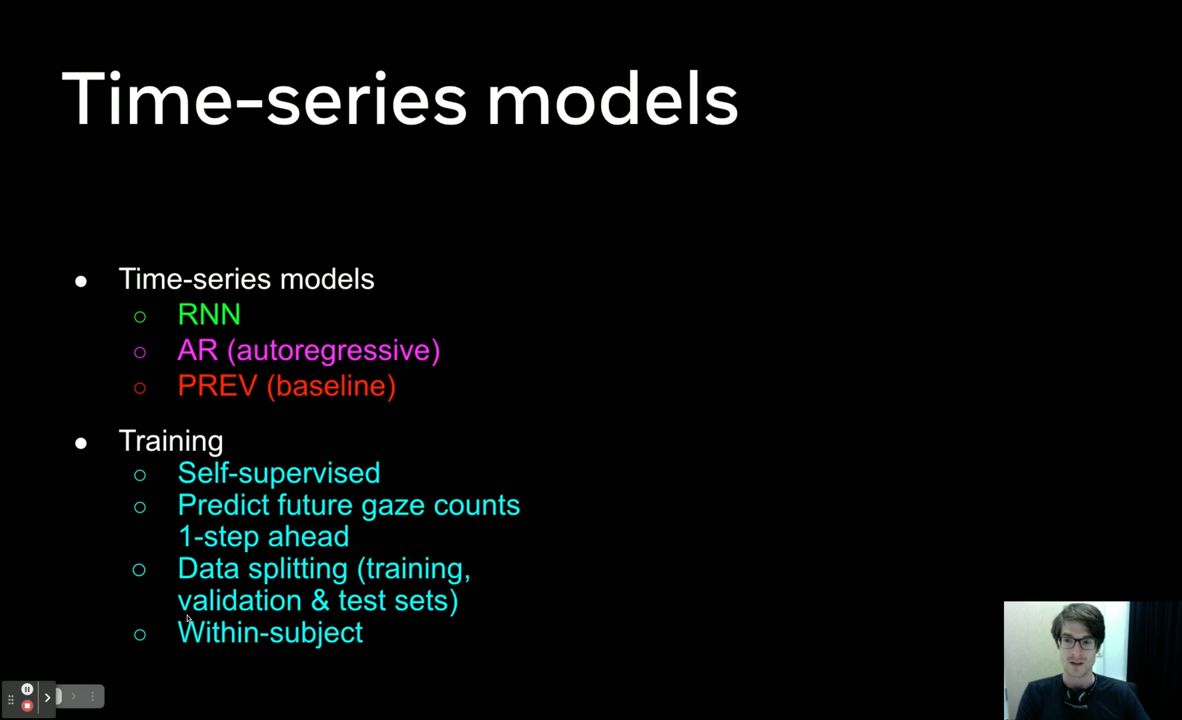 Time-series models
Time-series models
RNN
AR (autoregressive)
PREV (baseline)
Training
Self-supervised
Predict future gaze counts
1-step ahead
Data splitting (training,
validation & test sets)
Within-subject